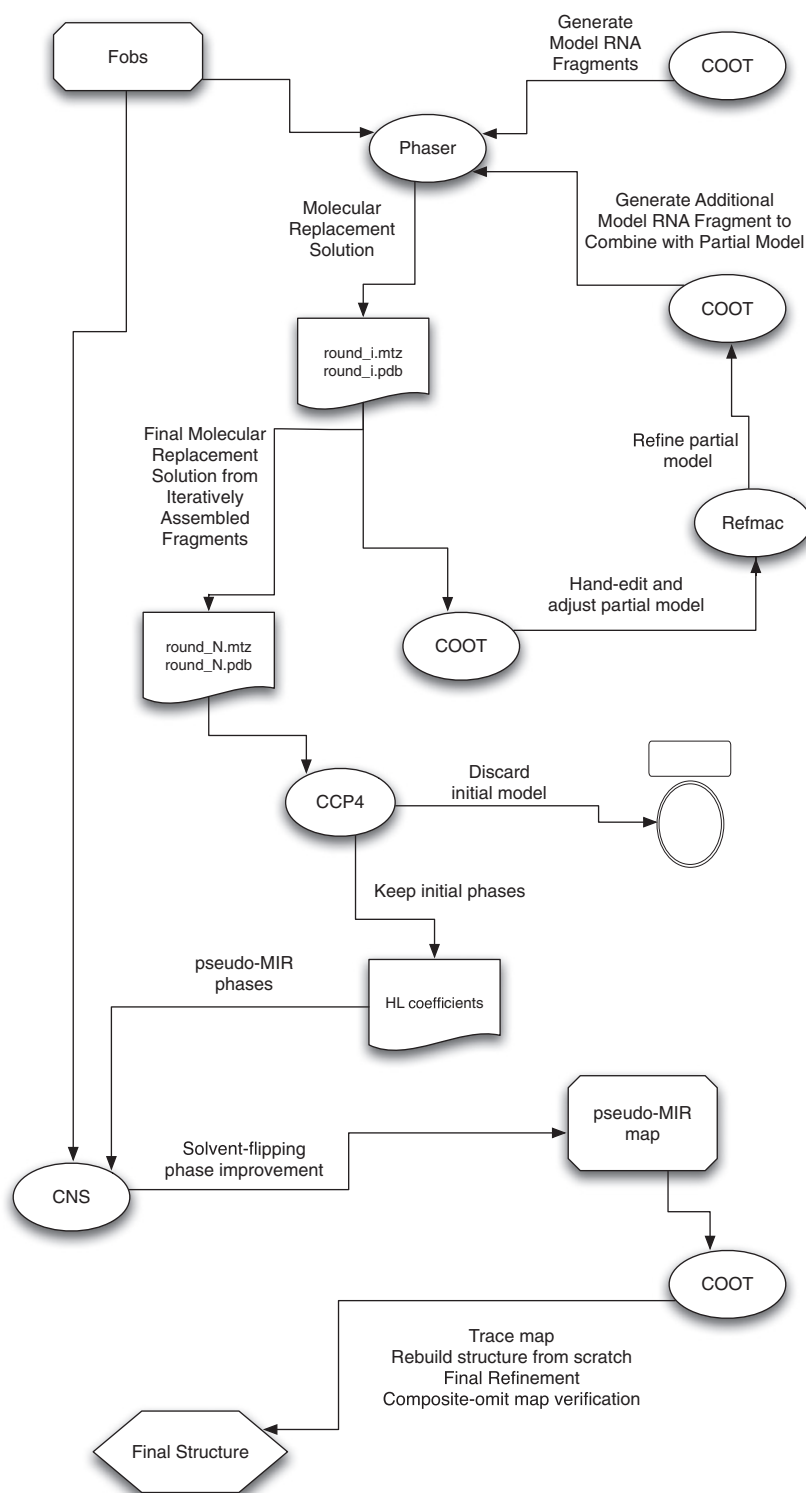 Fobs
Generate
Model RNA
Fragments
COOT
Phaser
Molecular
Replacement
Solution
Generate Additional
Model RNA Fragment to
Combine with Partial Model
COOT
round_i.mtz
round_i.pdb
Final Molecular
Replacement
Solution from
Iteratively
Assembled
Fragments
Refine partial
model
Refmac
Hand-edit and
adjust partial model
COOT
round_N.mtz
round_N.pdb
CCP4
Discard
initial model
Keep initial phases
pseudo-MIR
phases
HL coefficients
pseudo-MIR
map
Solvent-flipping
phase improvement
CNS
COOT
Trace map
Rebuild structure from scratch
Final Refinement
Composite-omit map verification
Final Structure